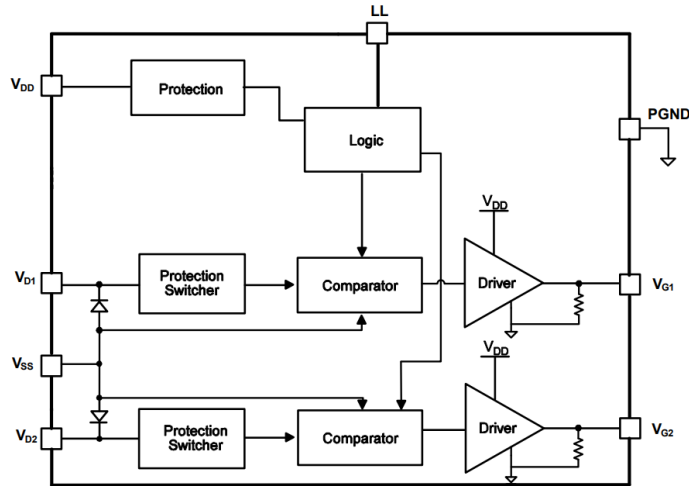 LL
VDD
Protection
PGND
Logic
VDD
VD1
Protection
Switcher
Comparator
Driver
VG1
VSS
VDD
VD2
Protection
Switcher
Comparator
Driver
VG2